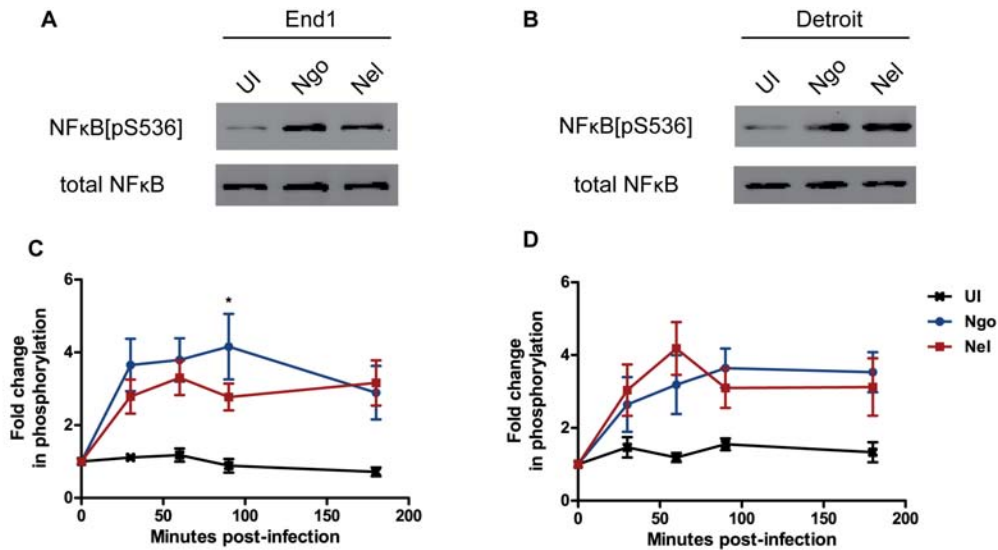 A
End1
UI Ngo Nel
NFκB[pS536]
total NFκB
B
Detroit
UI Ngo Nel
NFκB[pS536]
total NFκB
C
6
4
2
0
0 50 100 150 200
*
Fold change
in phosphorylation
Minutes post-infection
D
6
4
2
0
0 50 100 150 200
Fold change
in phosphorylation
Minutes post-infection
UI
Ngo
Nel